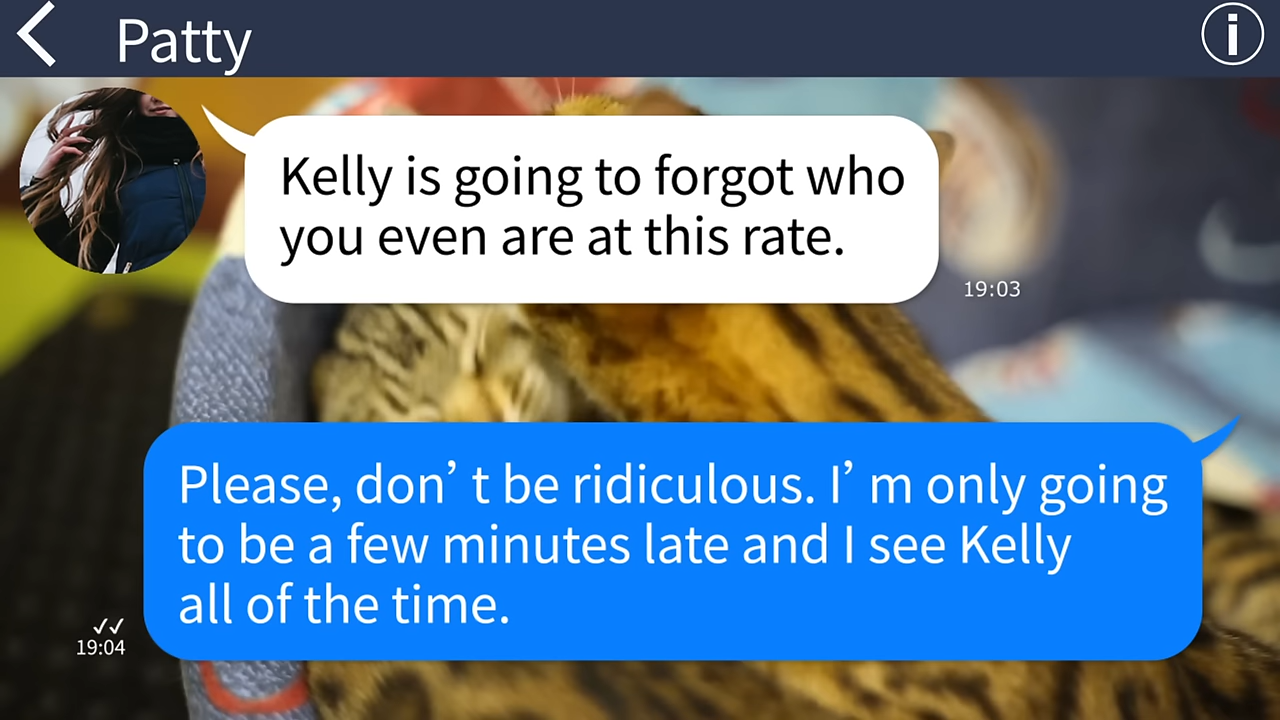 Patty
Kelly is going to forgot who
you even are at this rate.
19:03
Please, don’ t be ridiculous. I’ m only going
to be a few minutes late and I see Kelly
all of the time.
19:04